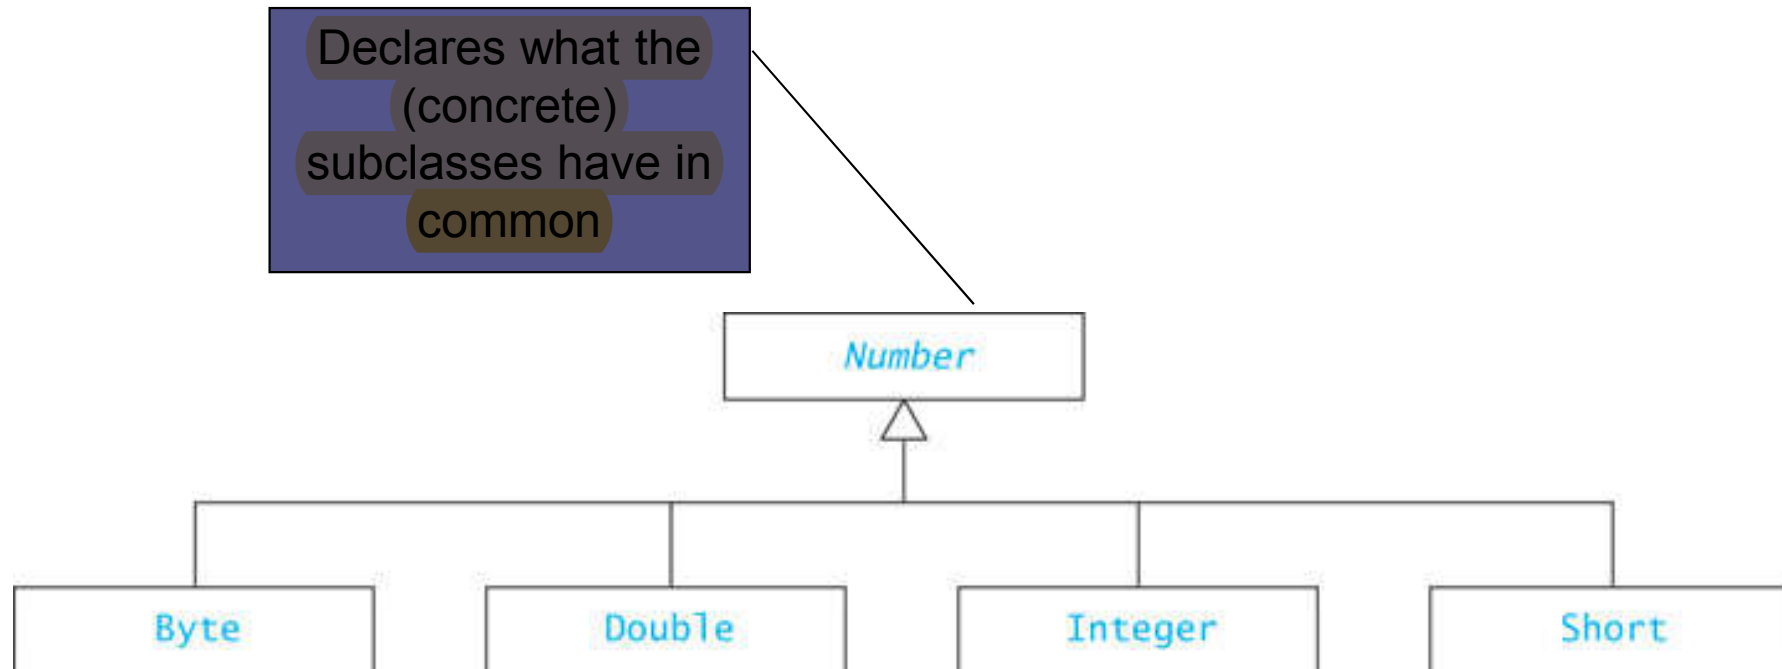 Declares what the
(concrete)
subclasses have in
common
Number
Byte
Double
Integer
Short